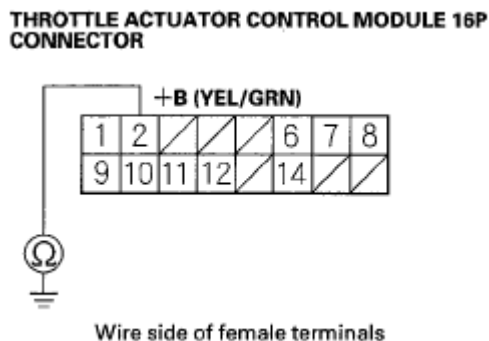 THROTTLE ACTUATOR CONTROL MODULE 16P
CONNECTOR
+B (YEL/GRN)
1 2 6 7 8
9 10 11 12 14
Ω
Wire side of female terminals